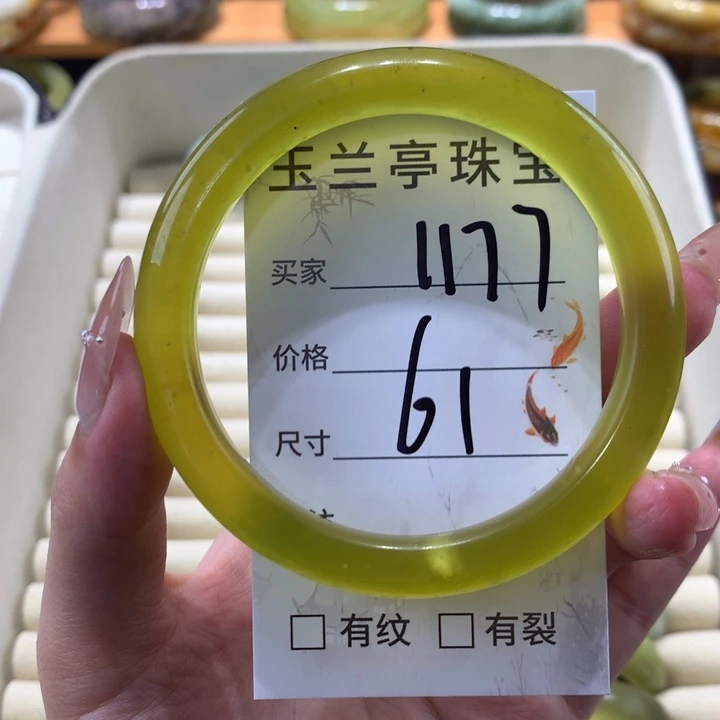 玉兰亭珠宝
买家 1177
价格
尺寸 61
□ 有纹 □ 有裂